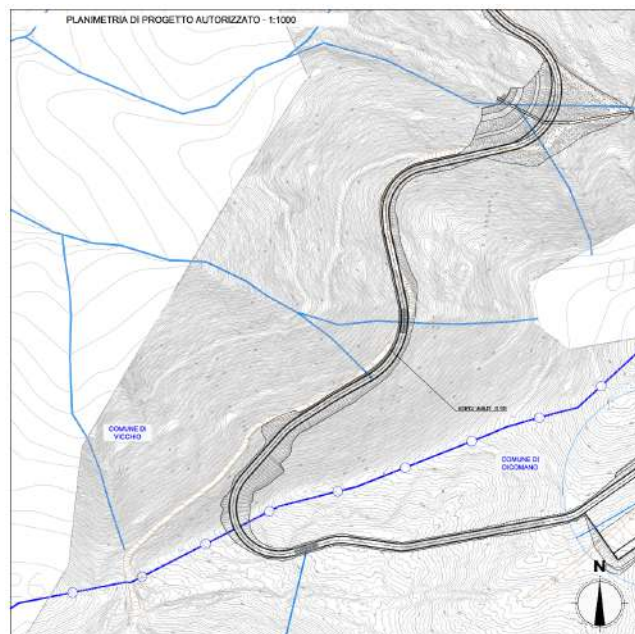 PLANIMETRIA DI PROGETTO AUTORIZZATO - 1:1000
COMUNE DI
VICCHIO
COMUNE DI
DICOMANO
N